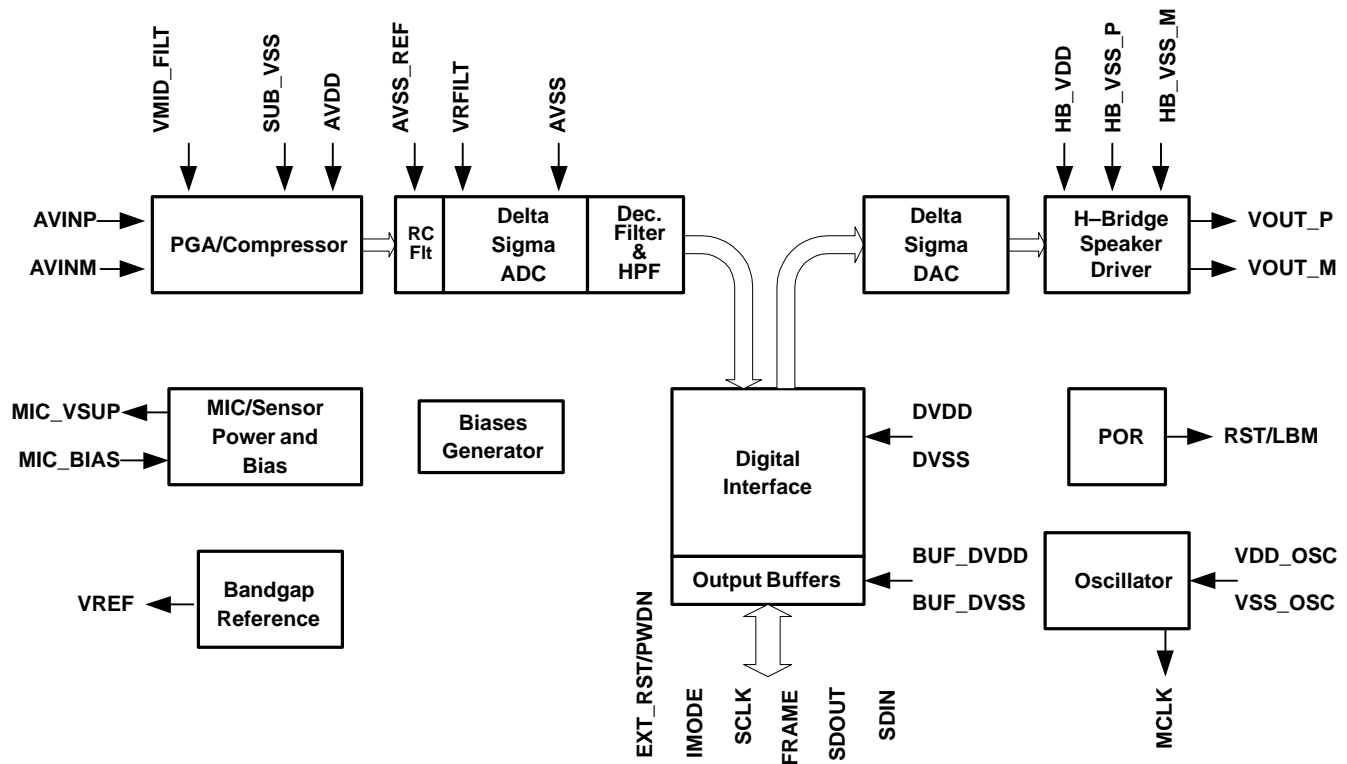 VMID_FILT
SUB_VSS
AVDD
AVSS_REF
VRFILT
AVSS
HB_VDD
HB_VSS_P
HB_VSS_M
AVINP
AVINM
PGA/Compressor
RC
Flt
Delta
Sigma
ADC
Dec.
Filter
&
HPF
Delta
Sigma
DAC
H–Bridge
Speaker
Driver
VOUT_P
VOUT_M
MIC_VSUP
MIC_BIAS
MIC/Sensor
Power and
Bias
Biases
Generator
Digital
Interface
DVDD
DVSS
POR
RST/LBM
VREF
Bandgap
Reference
Output Buffers
BUF_DVDD
BUF_DVSS
Oscillator
VDD_OSC
VSS_OSC
EXT_RST/PWDN
IMODE
SCLK
FRAME
SDOUT
SDIN
MCLK